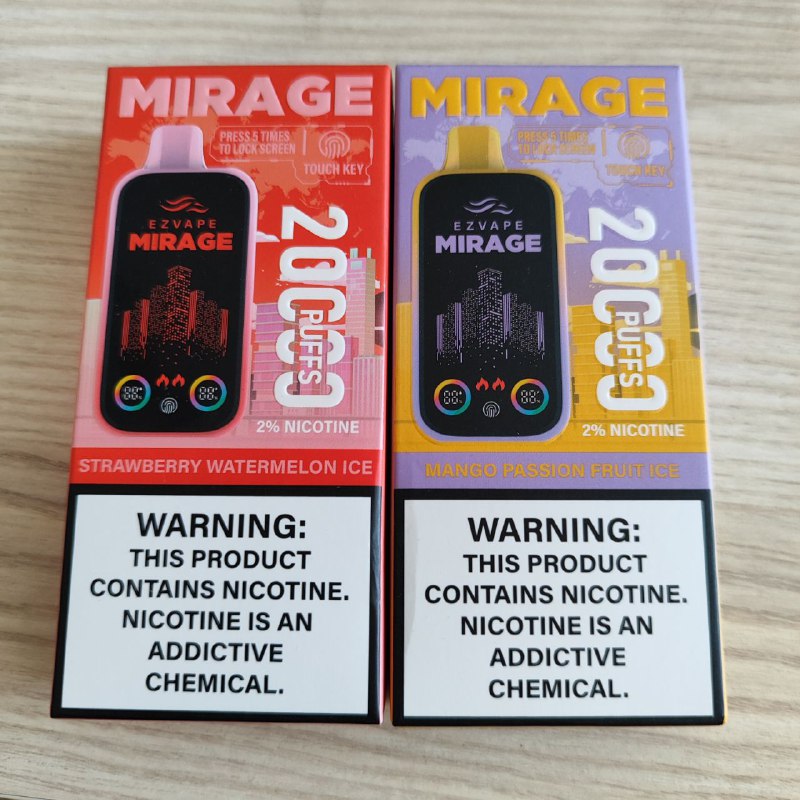 MIRAGE
PRESS 5 TIMES
TO LOCK SCREEN
TOUCH KEY
EZVAPE
MIRAGE
20000
PUFFS
2% NICOTINE
STRAWBERRY WATERMELON ICE
WARNING:
THIS PRODUCT
CONTAINS NICOTINE.
NICOTINE IS AN
ADDICTIVE
CHEMICAL.
MIRAGE
PRESS 5 TIMES
TO LOCK SCREEN
TOUCH KEY
EZVAPE
MIRAGE
20000
PUFFS
2% NICOTINE
MANGO PASSION FRUIT ICE
WARNING:
THIS PRODUCT
CONTAINS NICOTINE.
NICOTINE IS AN
ADDICTIVE
CHEMICAL.